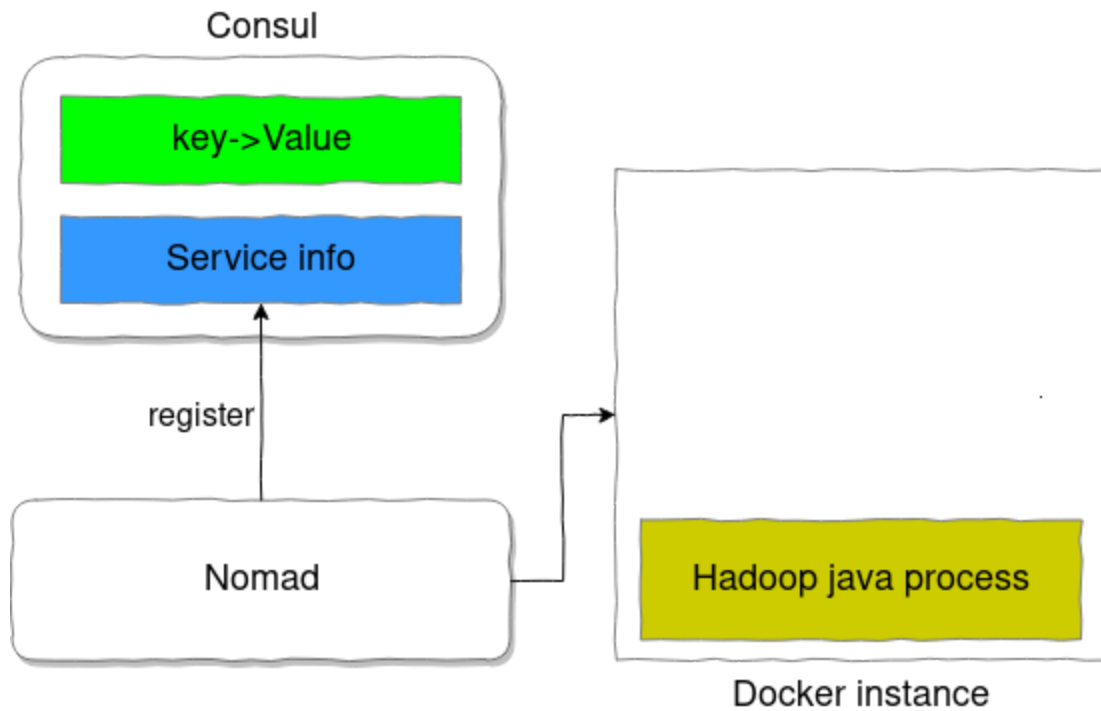 Consul
key->Value
Service info
register
Nomad
Hadoop java process
Docker instance